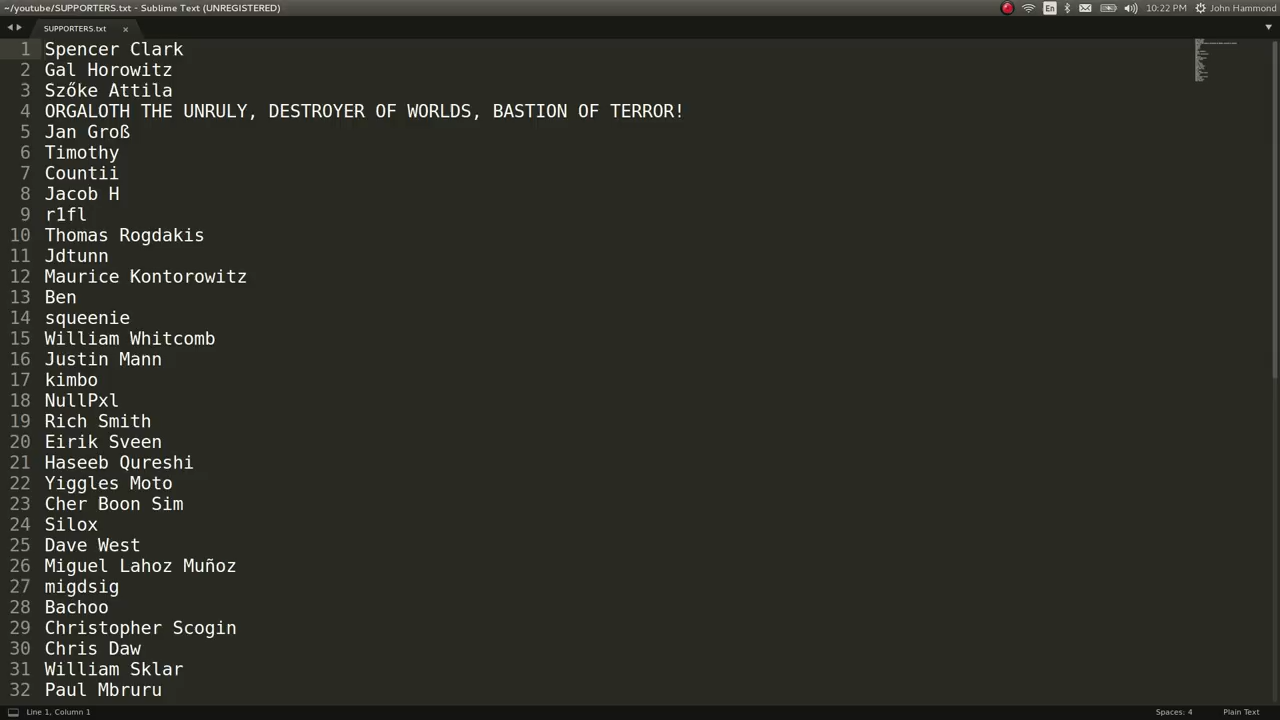 ~/youtube/SUPPORTERS.txt - Sublime Text (UNREGISTERED)
En
10:22 PM
John Hammond
SUPPORTERS.txt ×
1 Spencer Clark
2 Gal Horowitz
3 Szőke Attila
4 ORGALOTH THE UNRULY, DESTROYER OF WORLDS, BASTION OF TERROR!
5 Jan Groß
6 Timothy
7 Countii
8 Jacob H
9 r1fl
10 Thomas Rogdakis
11 Jdtunn
12 Maurice Kontorowitz
13 Ben
14 squeenie
15 William Whitcomb
16 Justin Mann
17 kimbo
18 NullPxl
19 Rich Smith
20 Eirik Sveen
21 Haseeb Qureshi
22 Yiggles Moto
23 Cher Boon Sim
24 Silox
25 Dave West
26 Miguel Lahoz Muñoz
27 migdsig
28 Bachoo
29 Christopher Scogin
30 Chris Daw
31 William Sklar
32 Paul Mbruru
Line 1, Column 1
Spaces: 4
Plain Text